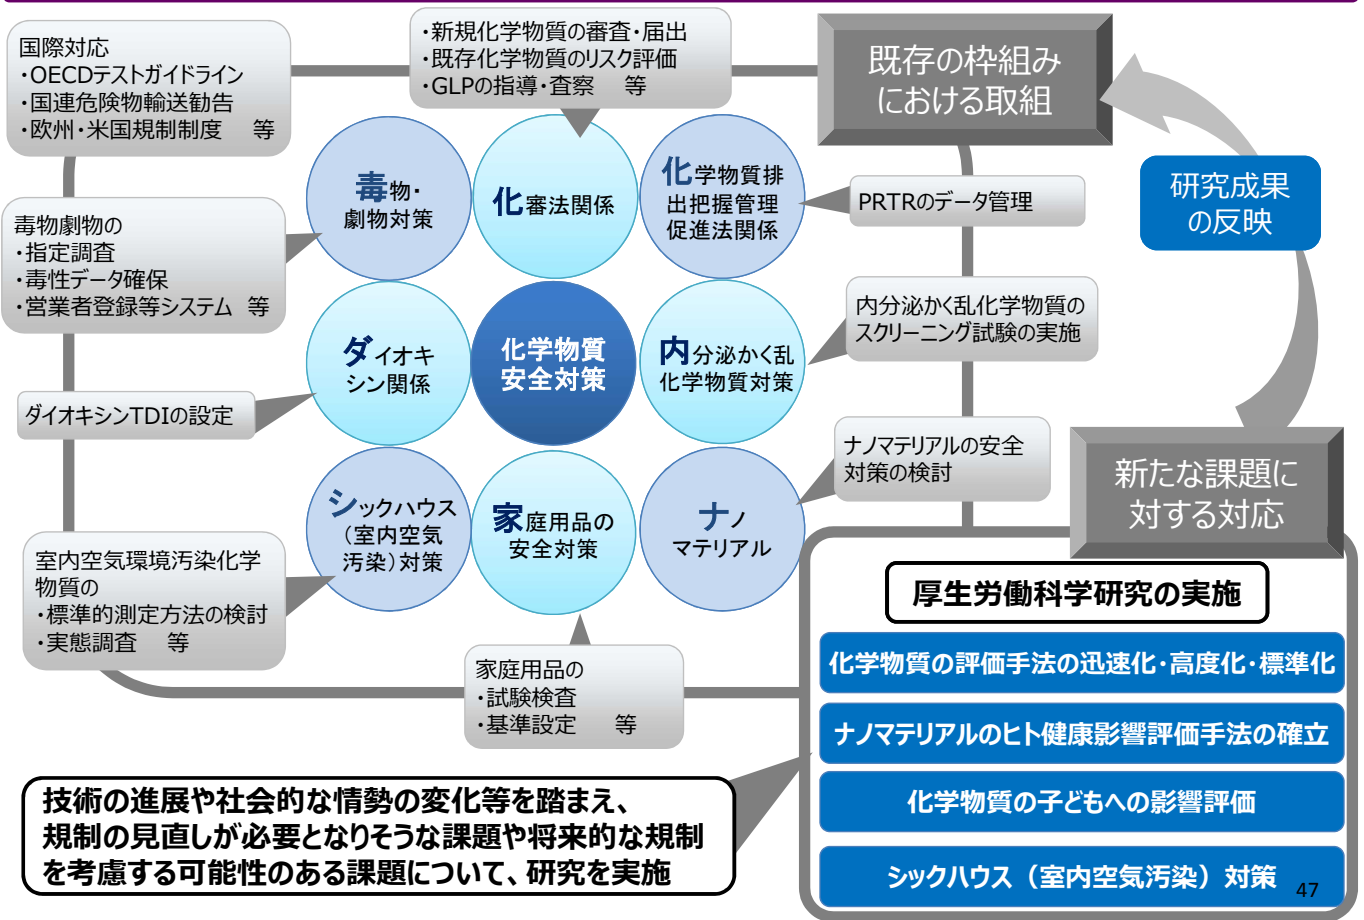 国際対応
・OECDテストガイドライン
・国連危険物輸送勧告
・欧州・米国規制制度　等
・新規化学物質の審査・届出
・既存化学物質のリスク評価
・GLPの指導・査察　等
既存の枠組み
における取組
研究成果
の反映
毒物・
劇物対策
化審法関係
化学物質排
出把握管理
促進法関係
PRTRのデータ管理
毒物劇物の
・指定調査
・毒性データ確保
・営業者登録等システム　等
ダイオキ
シン関係
化学物質
安全対策
内分泌かく乱
化学物質対策
内分泌かく乱化学物質の
スクリーニング試験の実施
ダイオキシンTDIの設定
シックハウス
（室内空気
汚染）対策
家庭用品の
安全対策
ナノ
マテリアル
ナノマテリアルの安全
対策の検討
新たな課題に
対する対応
室内空気環境汚染化学
物質の
・標準的測定方法の検討
・実態調査　等
家庭用品の
・試験検査
・基準設定　等
厚生労働科学研究の実施
化学物質の評価手法の迅速化・高度化・標準化
ナノマテリアルのヒト健康影響評価手法の確立
化学物質の子どもへの影響評価
シックハウス（室内空気汚染）対策
技術の進展や社会的な情勢の変化等を踏まえ、
規制の見直しが必要となりそうな課題や将来的な規制
を考慮する可能性のある課題について、研究を実施
47